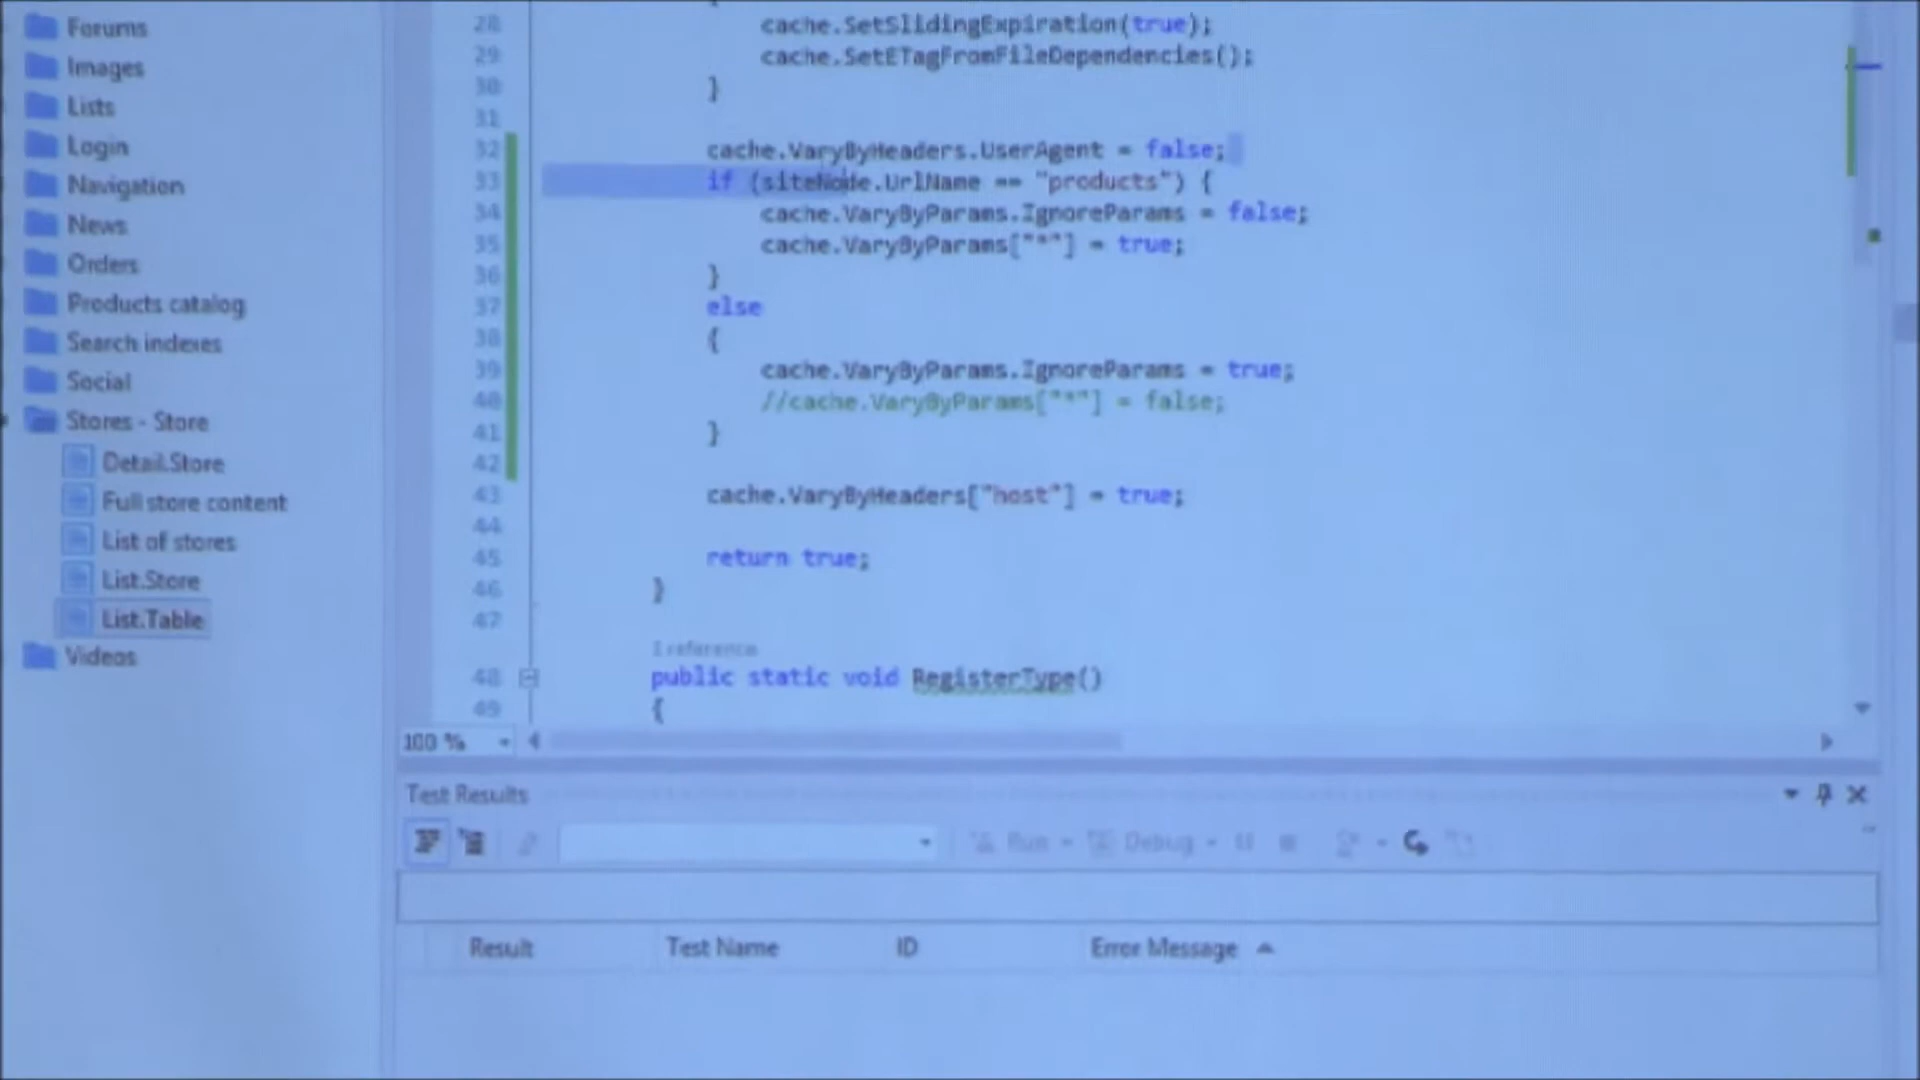 Forums
Images
Lists
Login
Navigation
News
Orders
Products catalog
Search indexes
Social
Stores - Store
Detail.Store
Full store content
List of stores
List.Store
List.Table
Videos
28 cache.SetSlidingExpiration(true);
29 cache.SetETagFromFileDependencies();
30 }
31
32 cache.VaryByHeaders.UserAgent = false;
33 if (siteNode.UrlName == "products") {
34 cache.VaryByParams.IgnoreParams = false;
35 cache.VaryByParams["*"] = true;
36 }
37 else
38 {
39 cache.VaryByParams.IgnoreParams = true;
40 //cache.VaryByParams["*"] = false;
41 }
42
43 cache.VaryByHeaders["host"] = true;
44
45 return true;
46 }
47
reference
48 public static void RegisterType()
49 {
100 %
Test Results
Run Debug
Result Test Name ID Error Message